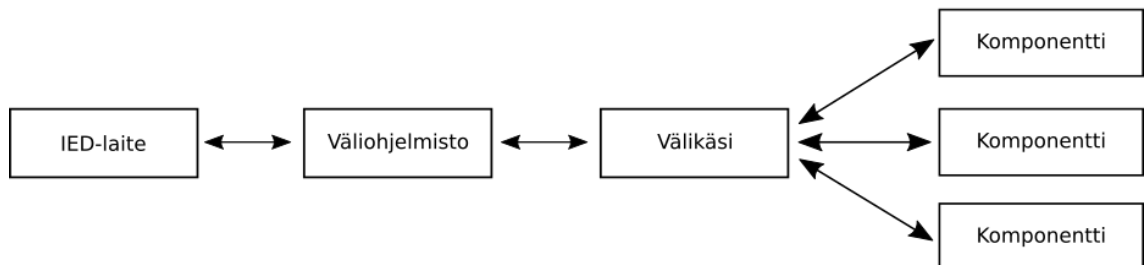 IED-laite
Väliohjelmisto
Välikäsi
Komponentti
Komponentti
Komponentti